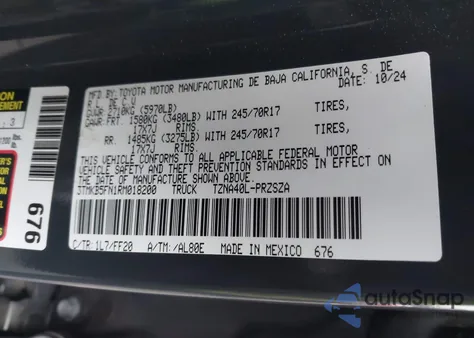 MFD.BY:TOYOTA MOTOR MANUFACTURING DE BAJA CALIFORNIA, S. DE
R.L. DE C.V. 10/24
GVWR 2710KG (5970LB)
GAWR FRT 1580KG (3480LB) WITH 245/70R17 TIRES,
17X7J RIMS.
RR. 1485KG (3275LB) WITH 245/70R17 TIRES,
17X7J RIMS.
THIS VEHICLE CONFORMS TO ALL APPLICABLE FEDERAL MOTOR
VEHICLE SAFETY AND THEFT PREVENTION STANDARDS IN EFFECT
ON THE DATE OF MANUFACTURE SHOWN ABOVE.
3TMKB5FN1RM018200 TRUCK TZNA40L-PRZSZA
C/TR:1L7/FF20 A/TM:/AL80E MADE IN MEXICO 676
676
autoSnap